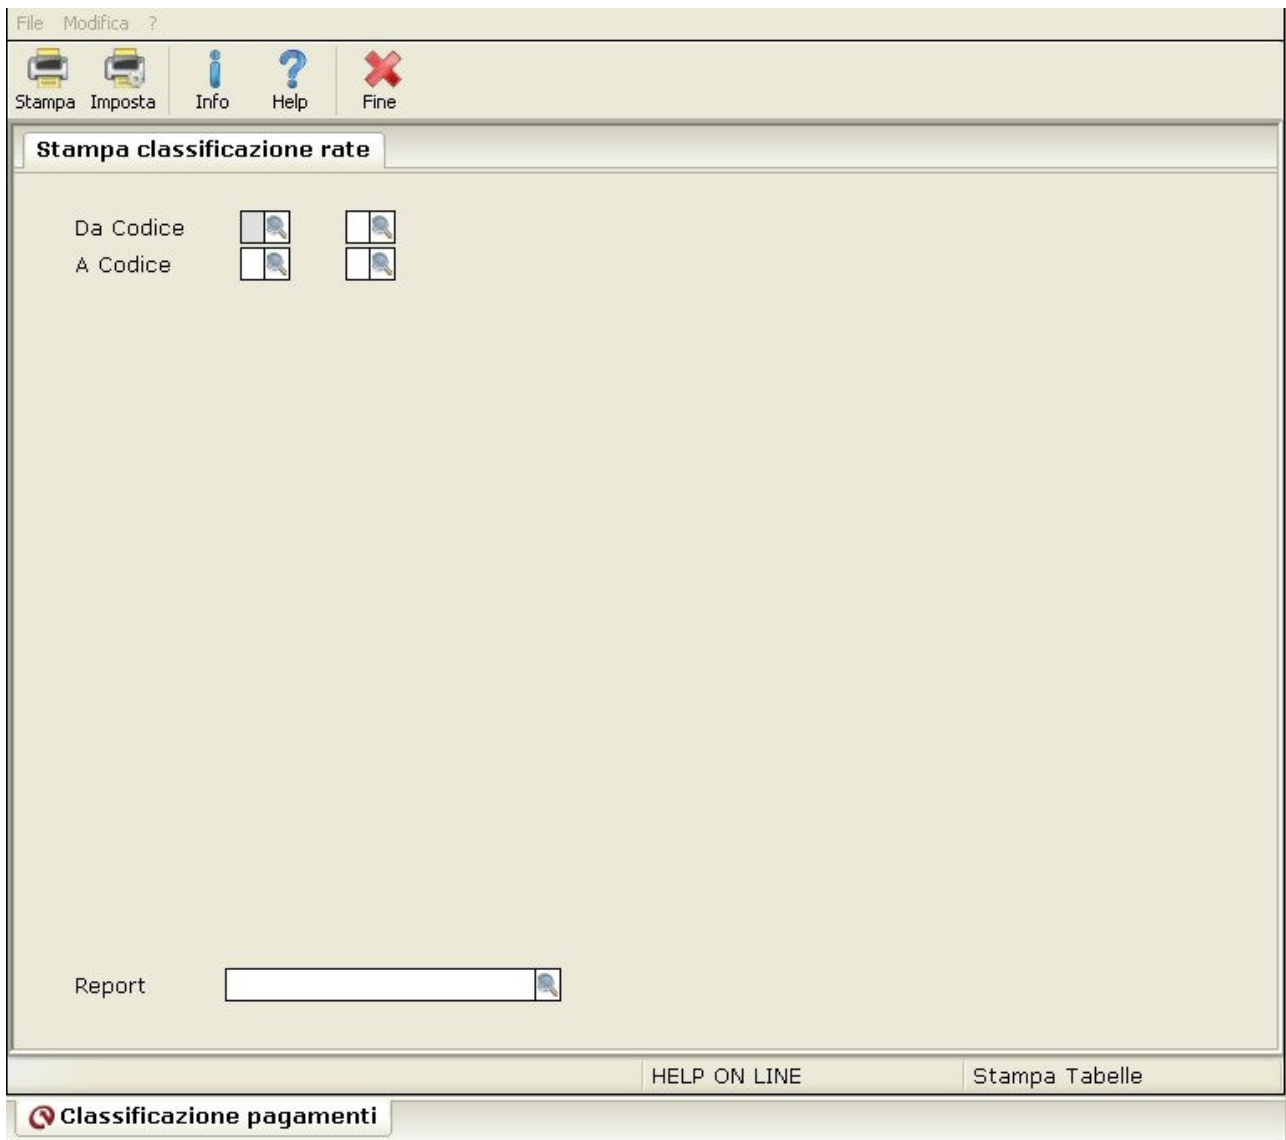 File Modifica ?
Stampa Imposta Info Help Fine
Stampa classificazione rate
Da Codice
A Codice
Report
HELP ON LINE Stampa Tabelle
Classificazione pagamenti